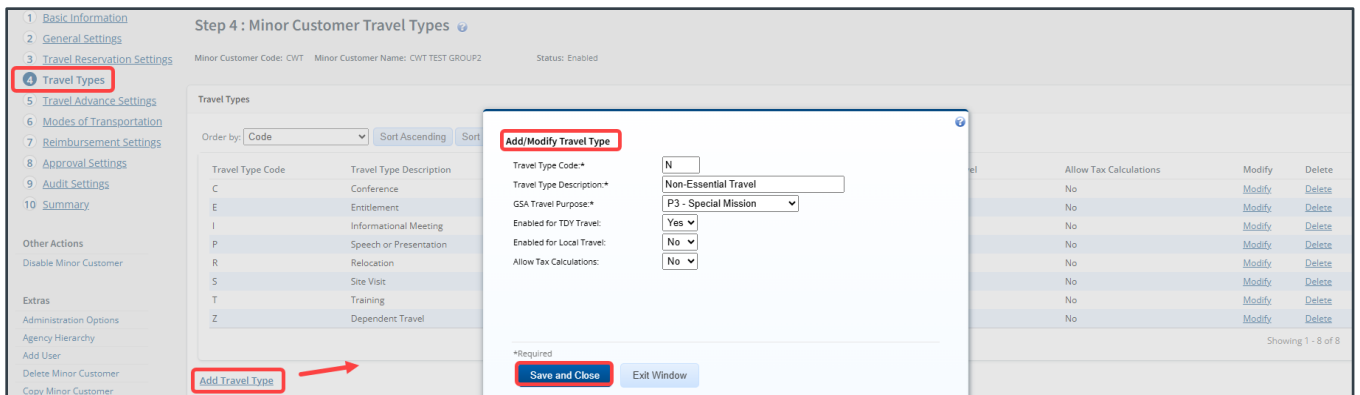 1 Basic Information
2 General Settings
3 Travel Reservation Settings
4 Travel Types
5 Travel Advance Settings
6 Modes of Transportation
7 Reimbursement Settings
8 Approval Settings
9 Audit Settings
10 Summary
Other Actions
Disable Minor Customer
Extras
Administration Options
Agency Hierarchy
Add User
Delete Minor Customer
Copy Minor Customer
Step 4 : Minor Customer Travel Types ?
Minor Customer Code: CWT Minor Customer Name: CWT TEST GROUP2 Status: Enabled
Travel Types
Order by: Code Sort Ascending Sort
Travel Type Code Travel Type Description Allow Tax Calculations Modify Delete
C Conference No Modify Delete
E Entitlement No Modify Delete
I Informational Meeting No Modify Delete
P Speech or Presentation No Modify Delete
R Relocation No Modify Delete
S Site Visit No Modify Delete
T Training No Modify Delete
Z Dependent Travel No Modify Delete
Showing 1 - 8 of 8
Add Travel Type
?
Add/Modify Travel Type
Travel Type Code:* N
Travel Type Description:* Non-Essential Travel
GSA Travel Purpose:* P3 - Special Mission
Enabled for TDY Travel: Yes
Enabled for Local Travel: No
Allow Tax Calculations: No
*Required
Save and Close Exit Window